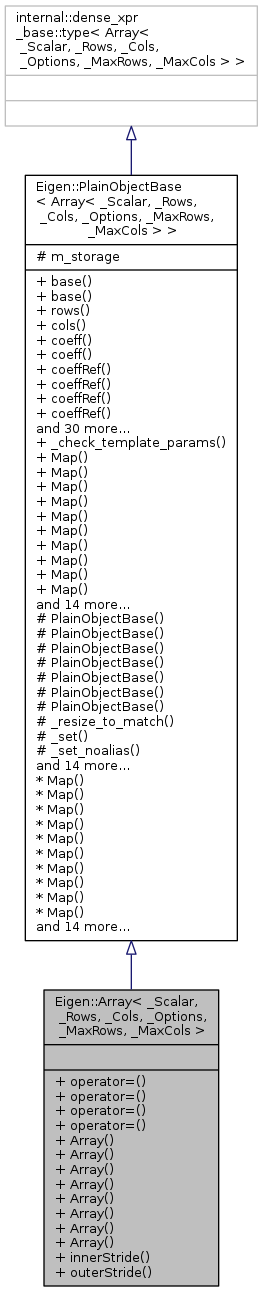 internal::dense_xpr
_base::type< Array<
_Scalar, _Rows, _Cols,
_Options, _MaxRows, _MaxCols > >
Eigen::PlainObjectBase
< Array< _Scalar, _Rows,
_Cols, _Options, _MaxRows,
_MaxCols > >
# m_storage
+ base()
+ base()
+ rows()
+ cols()
+ coeff()
+ coeff()
+ coeffRef()
+ coeffRef()
+ coeffRef()
+ coeffRef()
and 30 more...
+ _check_template_params()
+ Map()
+ Map()
+ Map()
+ Map()
+ Map()
+ Map()
+ Map()
+ Map()
+ Map()
+ Map()
and 14 more...
# PlainObjectBase()
# PlainObjectBase()
# PlainObjectBase()
# PlainObjectBase()
# PlainObjectBase()
# PlainObjectBase()
# PlainObjectBase()
# _resize_to_match()
# _set()
# _set_noalias()
and 14 more...
* Map()
* Map()
* Map()
* Map()
* Map()
* Map()
* Map()
* Map()
* Map()
* Map()
and 14 more...
Eigen::Array< _Scalar,
_Rows, _Cols, _Options,
_MaxRows, _MaxCols >
+ operator=()
+ operator=()
+ operator=()
+ operator=()
+ Array()
+ Array()
+ Array()
+ Array()
+ Array()
+ Array()
+ Array()
+ Array()
+ innerStride()
+ outerStride()